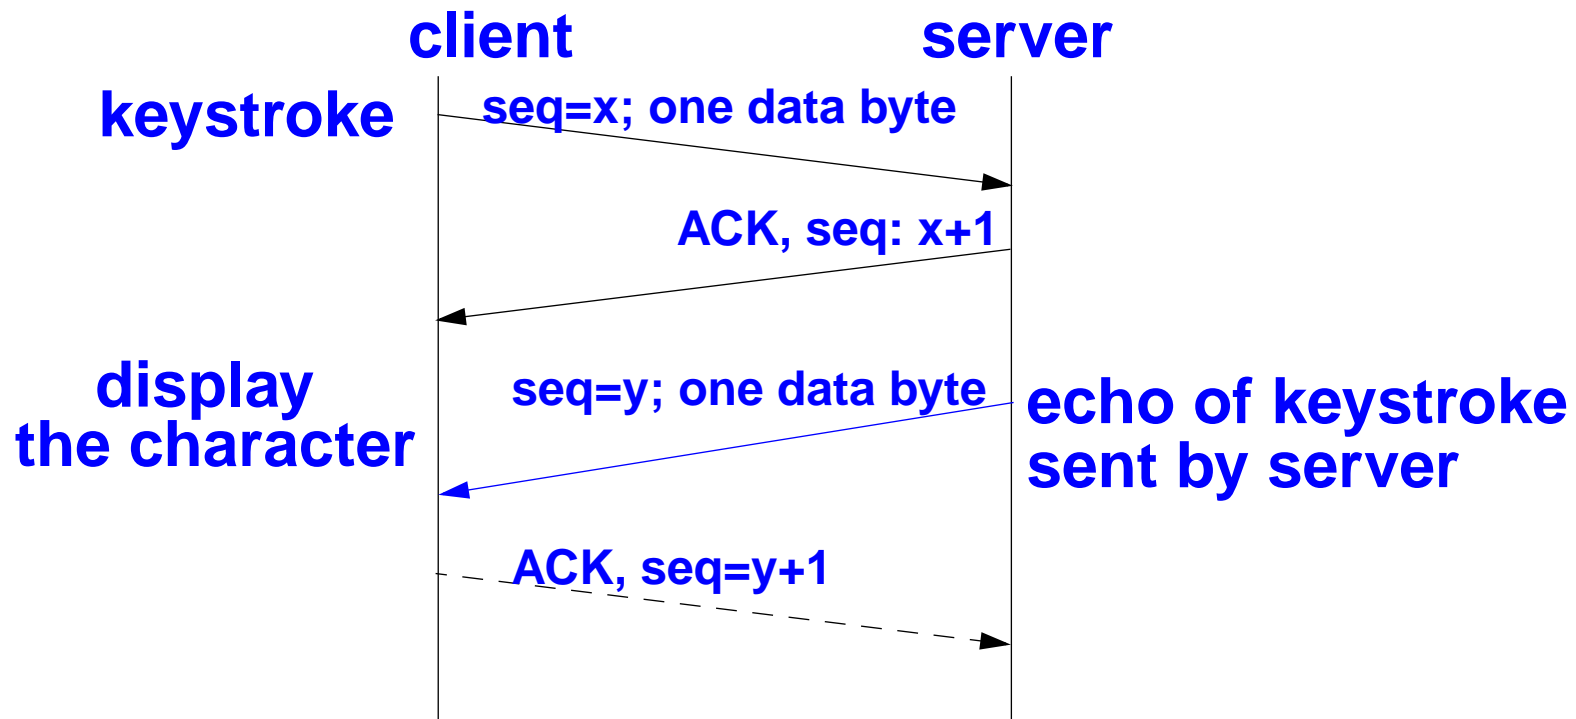 client
server
keystroke
seq=x; one data byte
ACK, seq: x+1
display
the character
seq=y; one data byte
echo of keystroke
sent by server
ACK, seq=y+1